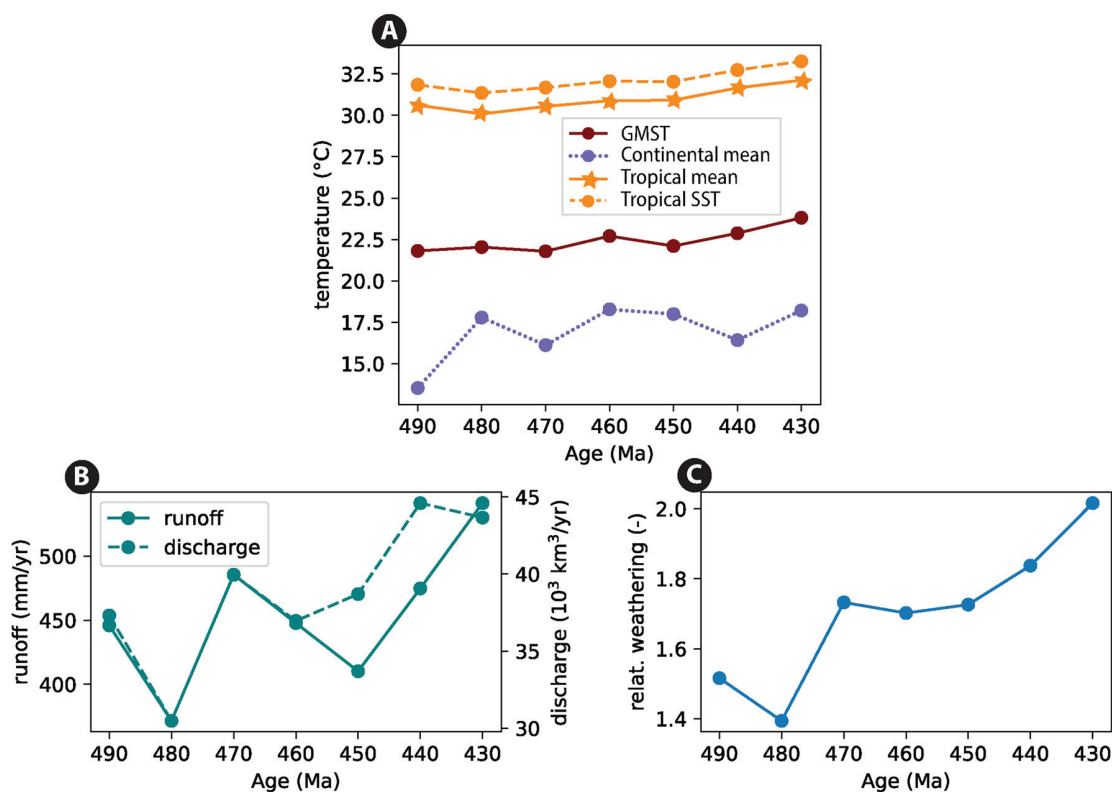 A
temperature (°C)
32.5
30.0
27.5
25.0
22.5
20.0
17.5
15.0
GMST
Continental mean
Tropical mean
Tropical SST
490 480 470 460 450 440 430
Age (Ma)
B
runoff (mm/yr)
500
450
400
runoff
discharge
45
40
35
30
discharge (10³ km³/yr)
490 480 470 460 450 440 430
Age (Ma)
C
relat. weathering (-)
2.0
1.8
1.6
1.4
490 480 470 460 450 440 430
Age (Ma)